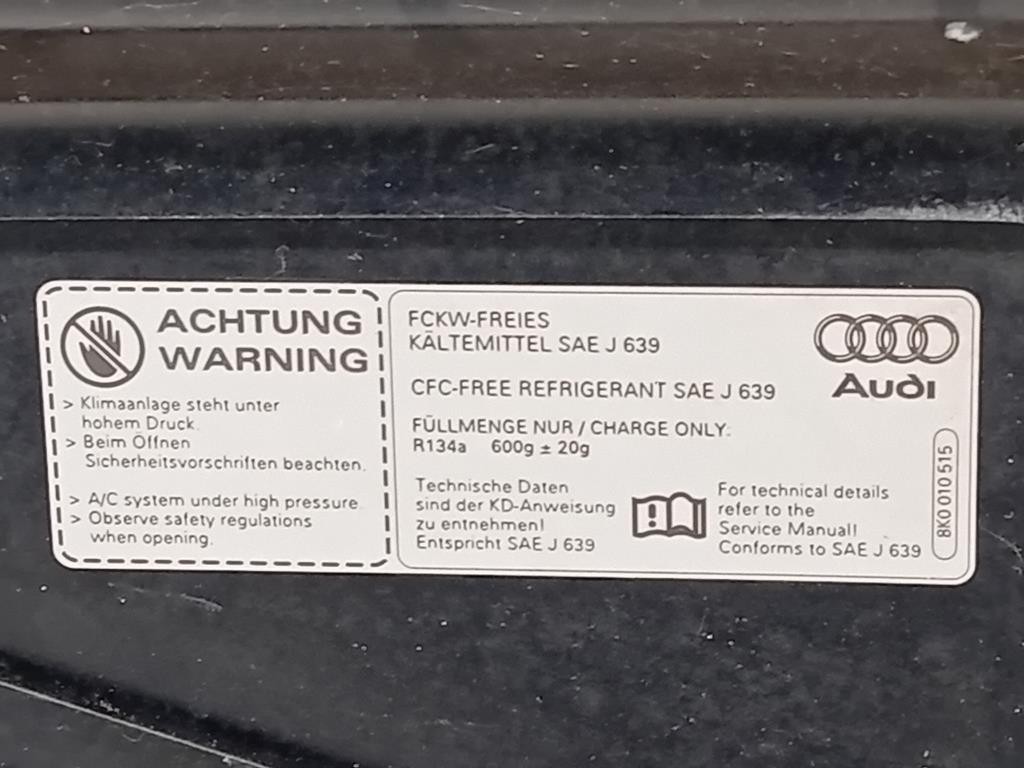 ACHTUNG
WARNING
> Klimaanlage steht unter
hohem Druck.
> Beim Öffnen
Sicherheitsvorschriften beachten.
> A/C system under high pressure.
> Observe safety regulations
when opening.
FCKW-FREIES
KÄLTEMITTEL SAE J 639
CFC-FREE REFRIGERANT SAE J 639
FÜLLMENGE NUR / CHARGE ONLY:
R134a 600g ± 20g
Technische Daten
sind der KD-Anweisung
zu entnehmen!
Entspricht SAE J 639
For technical details
refer to the
Service Manual!
Conforms to SAE J 639
Audi
8K0 010 515